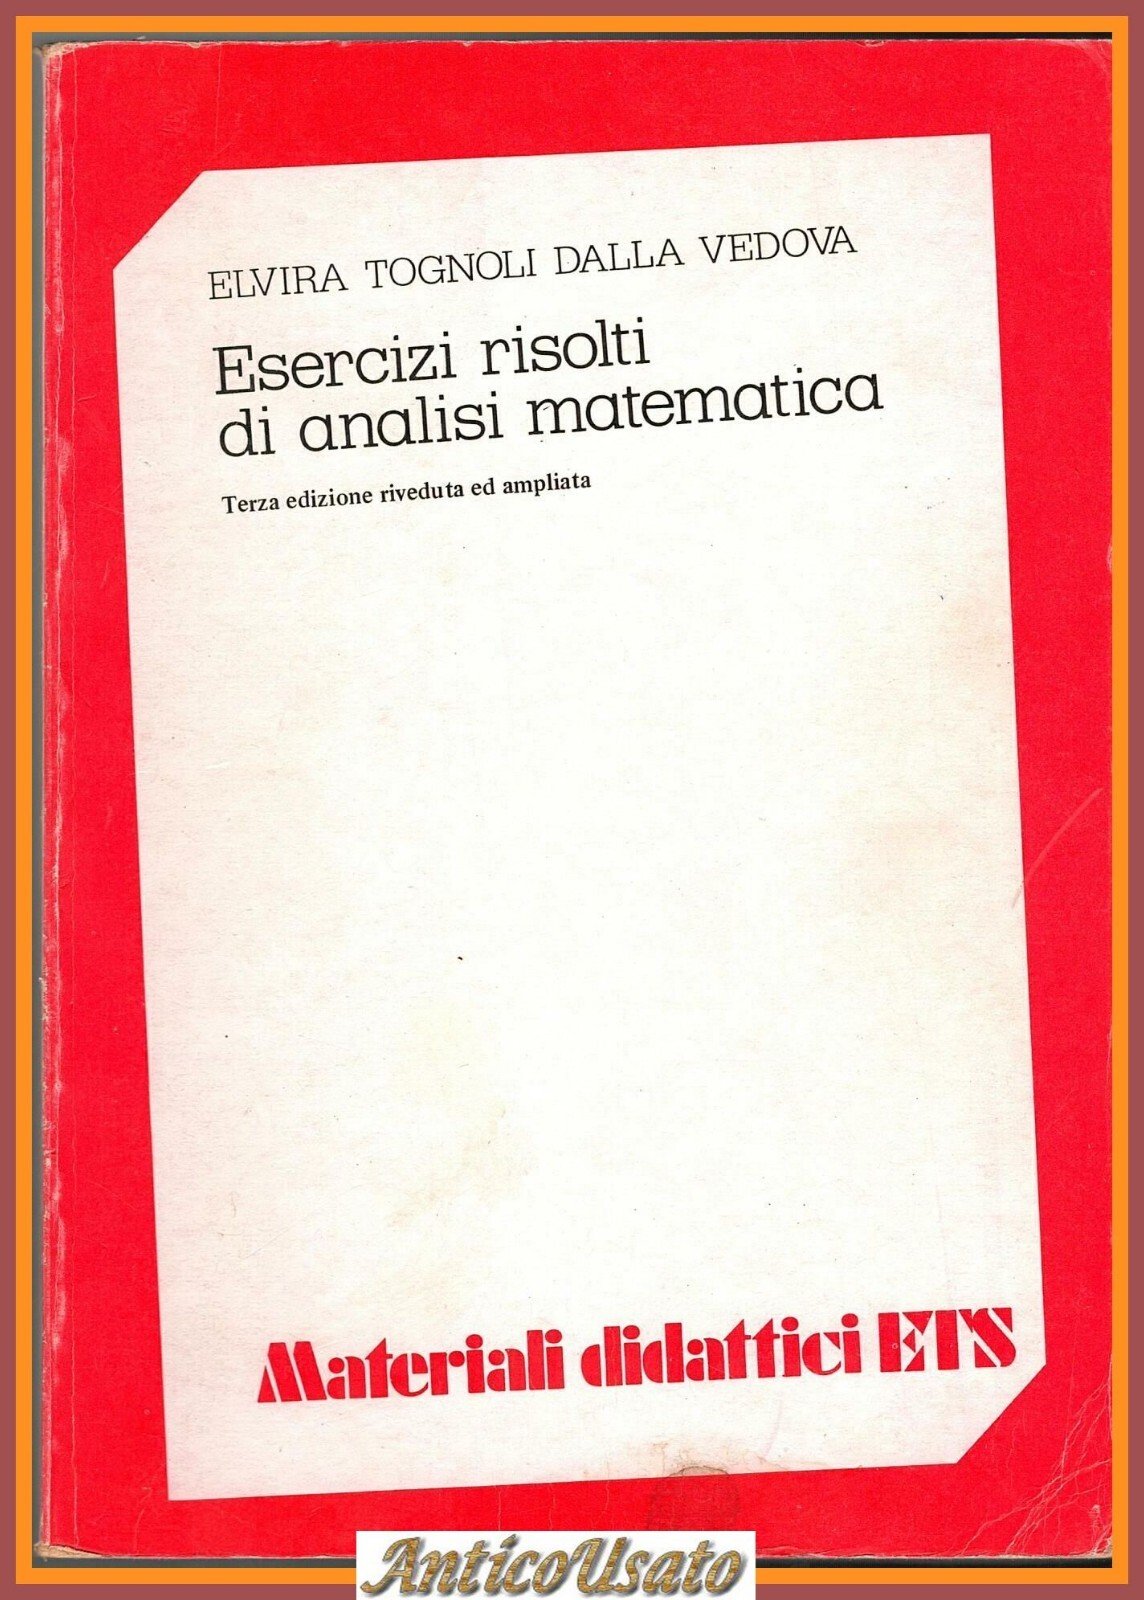 ELVIRA TOGNOLI DALLA VEDOVA
Esercizi risolti
di analisi matematica
Terza edizione riveduta ed ampliata
Materiali didattici ETS
AnticoUsato